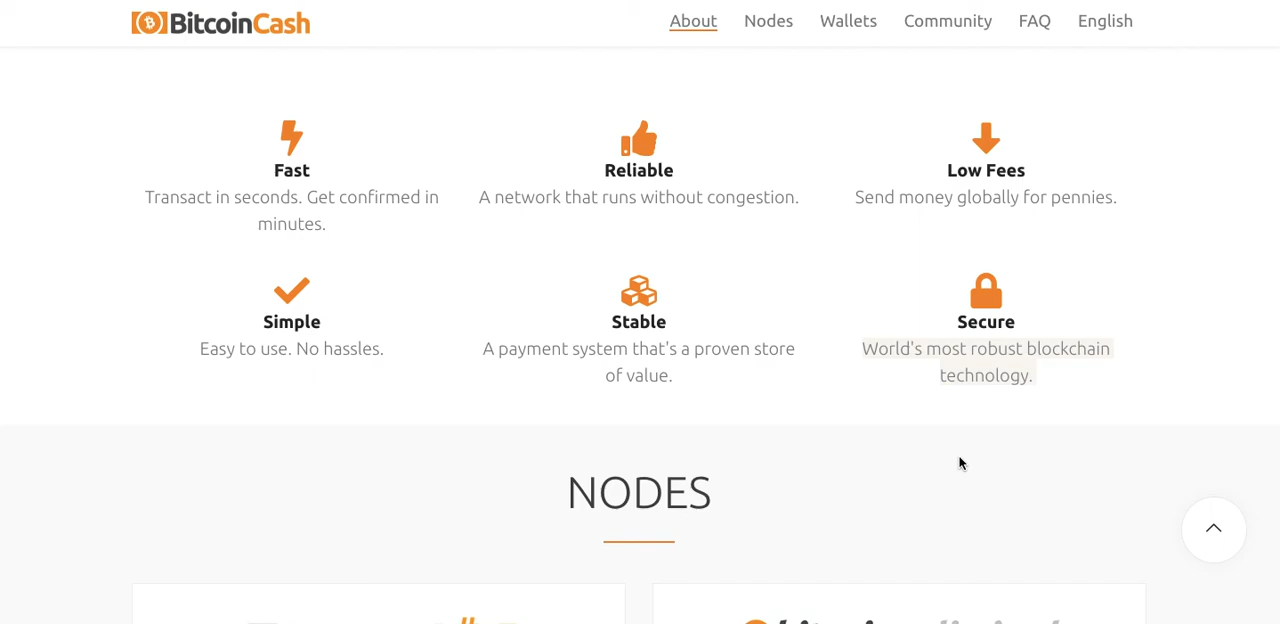 BitcoinCash
About Nodes Wallets Community FAQ English
Fast
Transact in seconds. Get confirmed in
minutes.
Reliable
A network that runs without congestion.
Low Fees
Send money globally for pennies.
Simple
Easy to use. No hassles.
Stable
A payment system that's a proven store
of value.
Secure
World's most robust blockchain
technology.
NODES